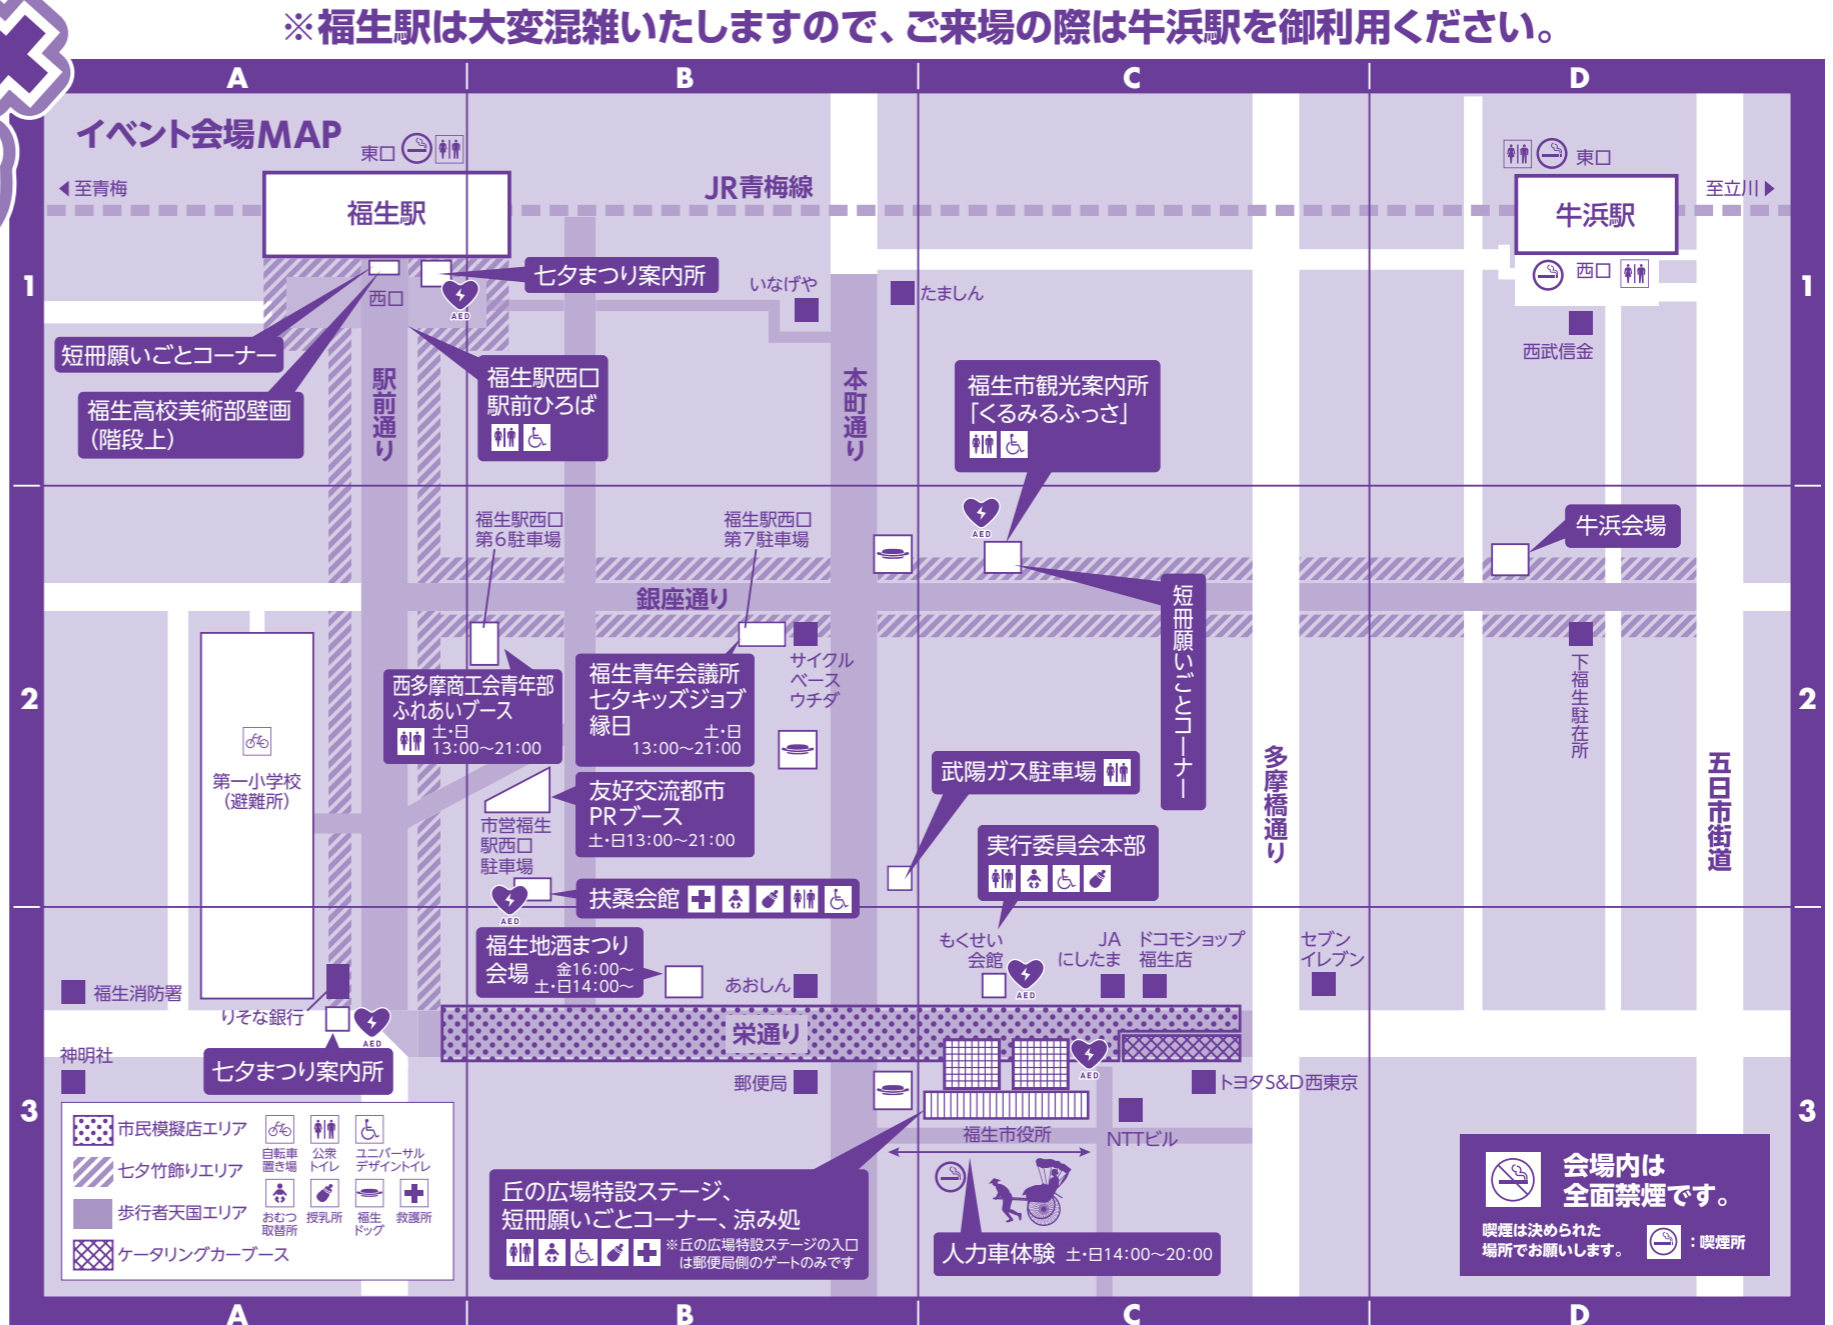 ※福生駅は大変混雑いたしますので、ご来場の際は牛浜駅を御利用ください。
A
B
C
D
イベント会場MAP
東口
至青梅
福生駅
JR青梅線
東口
牛浜駅
至立川
1
1
西口
七夕まつり案内所
AED
いなげや
たましん
西口
西武信金
短冊願いごとコーナー
福生高校美術部壁画
（階段上）
駅前通り
福生駅西口
駅前ひろば
本町通り
福生市観光案内所
「くるみるふっさ」
福生駅西口
第6駐車場
福生駅西口
第7駐車場
AED
牛浜会場
銀座通り
短冊願いごとコーナー
2
2
第一小学校
（避難所）
西多摩商工会青年部
ふれあいブース
土・日
13:00～21:00
福生青年会議所
七夕キッズジョブ
縁日
土・日
13:00～21:00
サイクル
ベース
ウチダ
下福生駐在所
多摩橋通り
五日市街道
友好交流都市
PRブース
土・日13:00～21:00
市営福生
駅西口
駐車場
武陽ガス駐車場
実行委員会本部
扶桑会館
AED
福生地酒まつり
会場
金16:00～
土・日14:00～
あおしん
もくせい
会館
AED
JA
にしたま
ドコモショップ
福生店
セブン
イレブン
福生消防署
りそな銀行
AED
栄通り
神明社
七夕まつり案内所
AED
郵便局
トヨタS&D西東京
福生市役所
NTTビル
3
3
市民模擬店エリア
七夕竹飾りエリア
歩行者天国エリア
ケータリングカーブース
自転車
置き場
公衆
トイレ
ユニバーサル
デザイントイレ
おむつ
取替所
授乳所
福生
ドッグ
救護所
丘の広場特設ステージ、
短冊願いごとコーナー、涼み処
※丘の広場特設ステージの入口
は郵便局側のゲートのみです
人力車体験 土・日14:00～20:00
会場内は
全面禁煙です。
喫煙は決められた
場所でお願いします。
：喫煙所
A
B
C
D